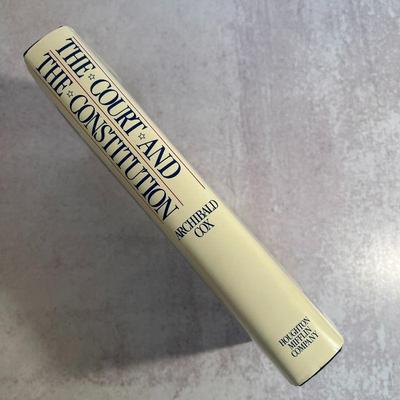 THE ☆ COURT ☆ AND
THE ☆ CONSTITUTION
ARCHIBALD
COX
HOUGHTON
MIFFLIN
COMPANY